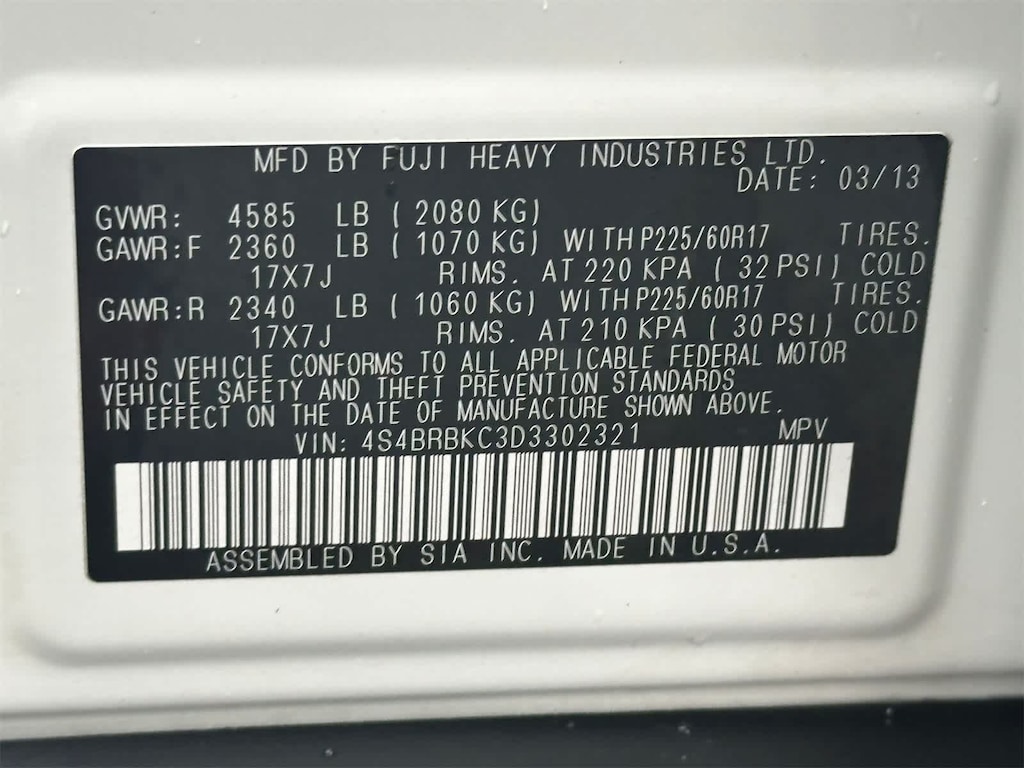 MFD BY FUJI HEAVY INDUSTRIES LTD.
DATE: 03/13
GVWR: 4585 LB ( 2080 KG)
GAWR:F 2360 LB ( 1070 KG) WITH P225/60R17 TIRES.
17X7J RIMS. AT 220 KPA ( 32 PSI) COLD
GAWR:R 2340 LB ( 1060 KG) WITH P225/60R17 TIRES.
17X7J RIMS. AT 210 KPA ( 30 PSI) COLD
THIS VEHICLE CONFORMS TO ALL APPLICABLE FEDERAL MOTOR
VEHICLE SAFETY AND THEFT PREVENTION STANDARDS
IN EFFECT ON THE DATE OF MANUFACTURE SHOWN ABOVE.
VIN: 4S4BRBKC3D3302321 MPV
ASSEMBLED BY SIA INC. MADE IN U.S.A.